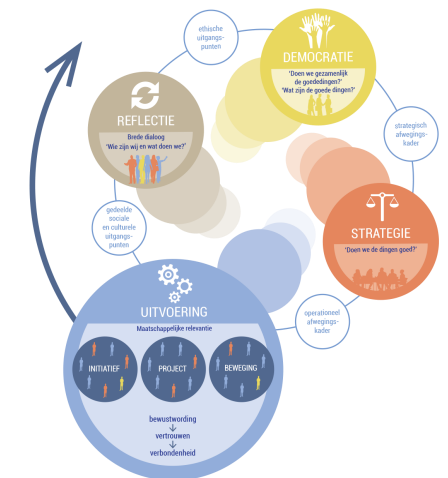 ethische
uitgangs-
punten
DEMOCRATIE
'Doen we gezamenlijk
de goededingen?'
'Wat zijn de goede dingen?'
REFLECTIE
Brede dialoog
'Wie zijn wij en wat doen we?'
strategisch
afwegings-
kader
gedeelde
sociale
en culturele
uitgangs-
punten
STRATEGIE
'Doen we de dingen goed?'
UITVOERING
Maatschappelijke relevantie
operationeel
afwegings-
kader
INITIATIEF
PROJECT
BEWEGING
bewustwording
vertrouwen
verbondenheid